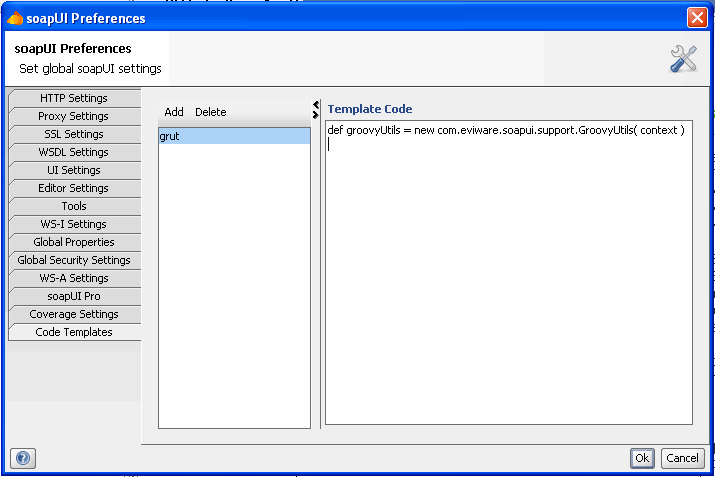 soapUI Preferences
soapUI Preferences
Set global soapUI settings
HTTP Settings
Proxy Settings
SSL Settings
WSDL Settings
UI Settings
Editor Settings
Tools
WS-I Settings
Global Properties
Global Security Settings
WS-A Settings
soapUI Pro
Coverage Settings
Code Templates
Add Delete
grut
Template Code
def groovyUtils = new com.eviware.soapui.support.GroovyUtils( context )
?
Ok Cancel